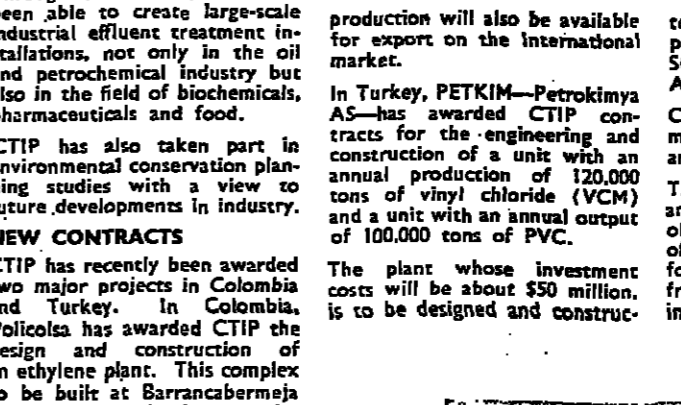 been able to create large-scale
industrial effluent treatment in-
stallations, not only in the oil
and petrochemical industry but
also in the field of biochemicals,
pharmaceuticals and food.
CTIP has also taken part in
environmental conservation plan-
ning studies with a view to
future developments in industry.
NEW CONTRACTS
CTIP has recently been awarded
two major projects in Colombia
and Turkey. In Colombia,
Policolsa has awarded CTIP the
design and construction of
an ethylene plant. This complex
to be built at Barrancabermeja
production will also be available
for export on the international
market.
In Turkey, PETKIM—Petrokimya
AS—has awarded CTIP con-
tracts for the engineering and
construction of a unit with an
annual production of 120,000
tons of vinyl chloride (VCM)
and a unit with an annual output
of 100,000 tons of PVC.
The plant whose investment
costs will be about $50 million.
is to be designed and construc-